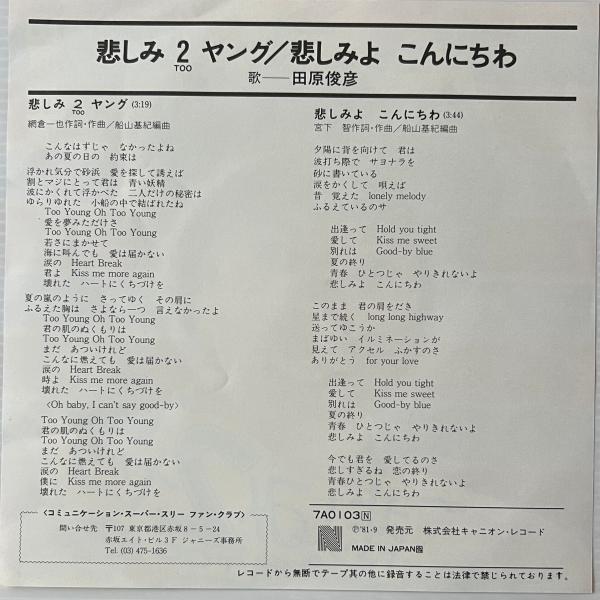 悲しみ 2 ヤング/悲しみよ こんにちわ
TOO
歌──田原俊彦
悲しみ 2 ヤング (3:19)
TOO
網倉一也作詞・作曲/船山基紀編曲
こんなはずじゃ なかったよね
あの夏の日の 約束は
浮かれ気分で砂浜 愛を探して誘えば
割とマジにとって君は 青い妖精
波にかくれて浮かべた 二人だけの秘密は
ゆらりゆれた 小船の中で結ばれたね
Too Young Oh Too Young
愛を夢みただけさ
Too Young Oh Too Young
若さにまかせて
海に叫んでも 愛は届かない
涙の Heart Break
君よ Kiss me more again
壊れた ハートにくちづけを
夏の嵐のように さってゆく その肩に
ふるえた胸は さよなら一つ 言えなかったよ
Too Young Oh Too Young
君の肌のぬくもりは
Too Young Oh Too Young
まだ あついけれど
こんなに燃えても 愛は届かない
涙の Heart Break
時よ Kiss me more again
壊れた ハートにくちづけを
〈Oh baby, I can't say good-by〉
Too Young Oh Too Young
君の肌のぬくもりは
Too Young Oh Too Young
まだ あついけれど
こんなに燃えても 愛は届かない
涙の Heart Break
僕に Kiss me more again
壊れた ハートにくちづけを
〈コミュニケーション・スーパー・スリー ファン・クラブ〉
問い合せ先 〒107 東京都港区赤坂8-5-24
赤坂エイト・ビル3F ジャニーズ事務所
Tel. (03) 475-1636
悲しみよ こんにちわ (3:44)
宮下 智作詞・作曲/船山基紀編曲
夕陽に背を向けて 君は
波打ち際で サヨナラを
砂に書いている
涙をかくして 唄えば
昔 覚えた lonely melody
ふるえているのサ
出逢って Hold you tight
愛して Kiss me sweet
別れは Good-by blue
夏の終り
青春 ひとつじゃ やりきれないよ
悲しみよ こんにちわ
このまま 君の肩をだき
星まで続く long long highway
送ってゆこうか
まばゆい イルミネーションが
見えて アクセル ふかすのさ
ありがとう for your love
出逢って Hold you tight
愛して Kiss me sweet
別れは Good-by blue
夏の終り
青春 ひとつじゃ やりきれないよ
悲しみよ こんにちわ
今でも君を 愛してるのさ
悲しすぎるね 恋の終り
青春ひとつじゃ やりきれないよ
悲しみよ こんにちわ
7A0103 N
Ⓟ'81・9 発売元 株式会社キャニオン・レコード
MADE IN JAPAN
レコードから無断でテープ其の他に録音することは法律で禁じられております。